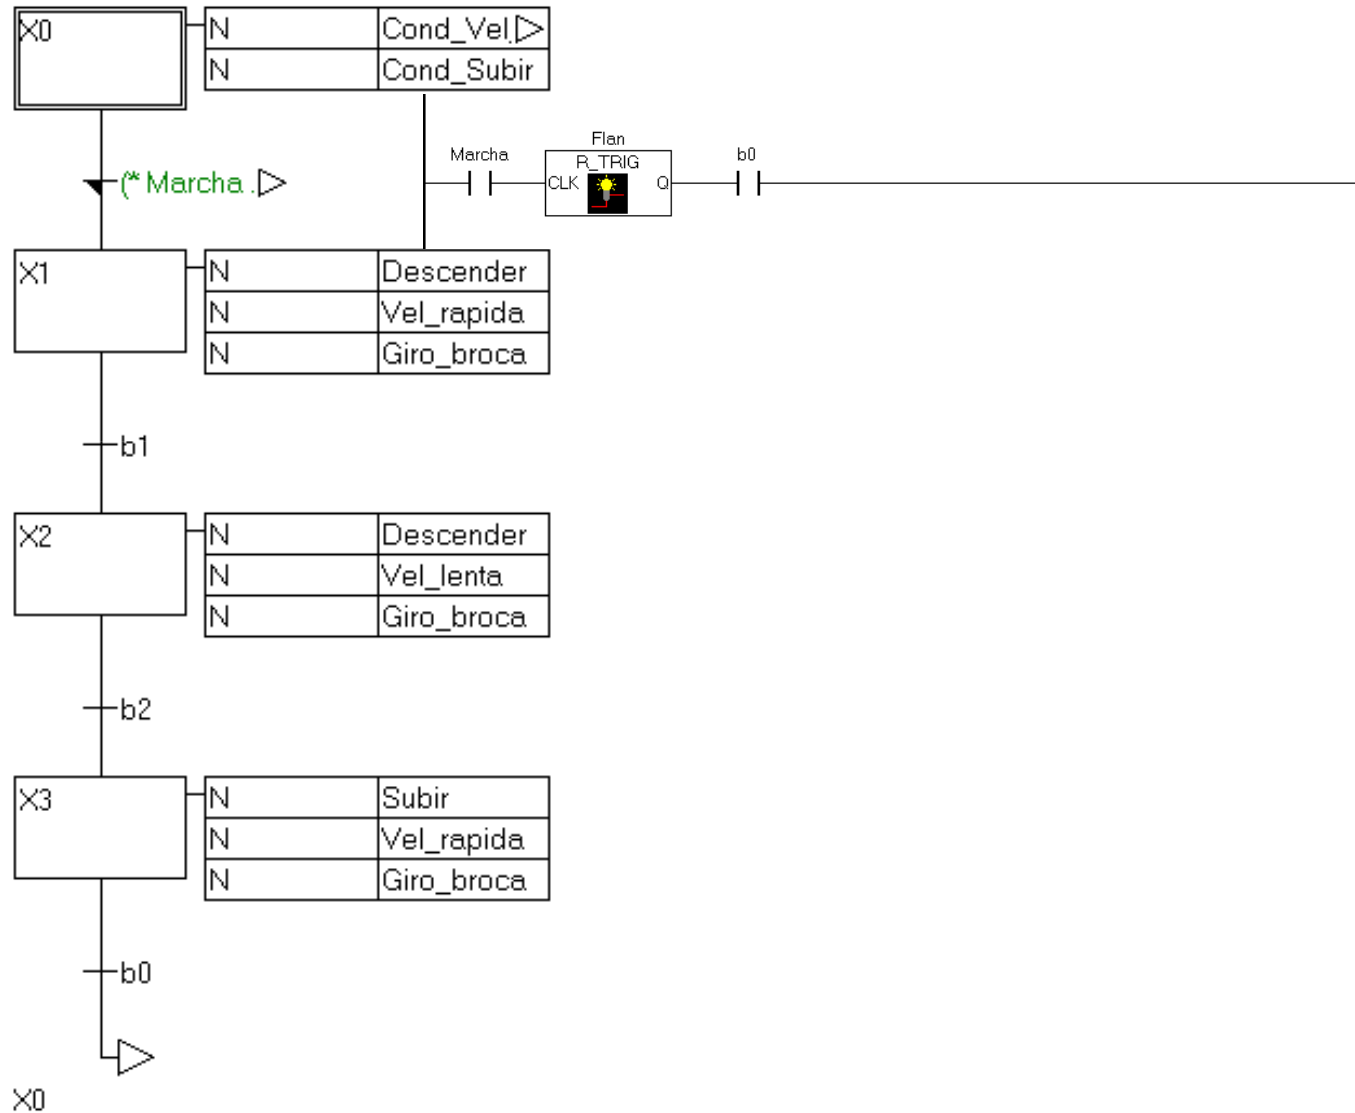 X0
N Cond_Vel.
N Cond_Subir
(* Marcha .
Marcha
Flan
R_TRIG
CLK Q
b0
X1
N Descender
N Vel_rapida
N Giro_broca
b1
X2
N Descender
N Vel_lenta
N Giro_broca
b2
X3
N Subir
N Vel_rapida
N Giro_broca
b0
X0